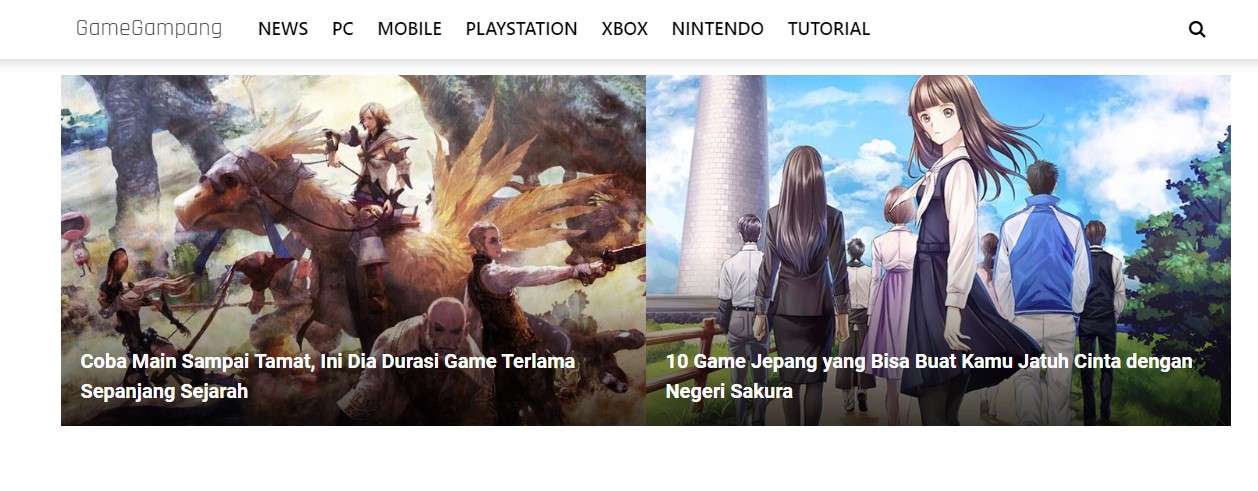 GameGampang NEWS PC MOBILE PLAYSTATION XBOX NINTENDO TUTORIAL
Coba Main Sampai Tamat, Ini Dia Durasi Game Terlama
Sepanjang Sejarah
10 Game Jepang yang Bisa Buat Kamu Jatuh Cinta dengan
Negeri Sakura